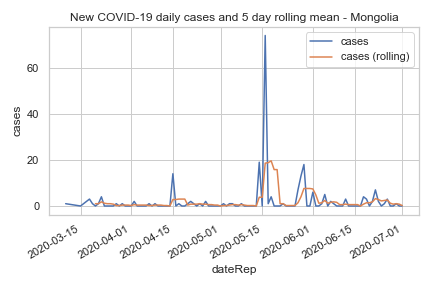 New COVID-19 daily cases and 5 day rolling mean - Mongolia
cases
cases (rolling)
60
40
20
0
cases
2020-03-15
2020-04-01
2020-04-15
2020-05-01
2020-05-15
2020-06-01
2020-06-15
2020-07-01
dateRep